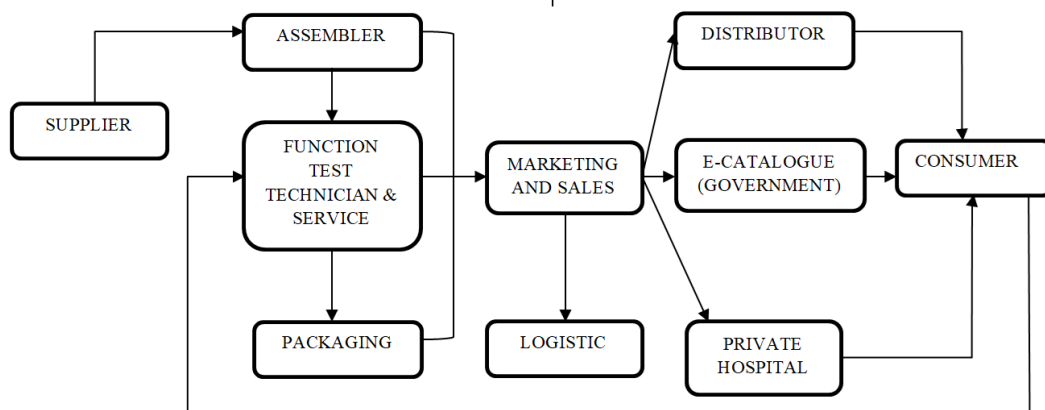 ASSEMBLER
DISTRIBUTOR
SUPPLIER
FUNCTION
TEST
TECHNICIAN &
SERVICE
MARKETING
AND SALES
E-CATALOGUE
(GOVERNMENT)
CONSUMER
PACKAGING
LOGISTIC
PRIVATE
HOSPITAL